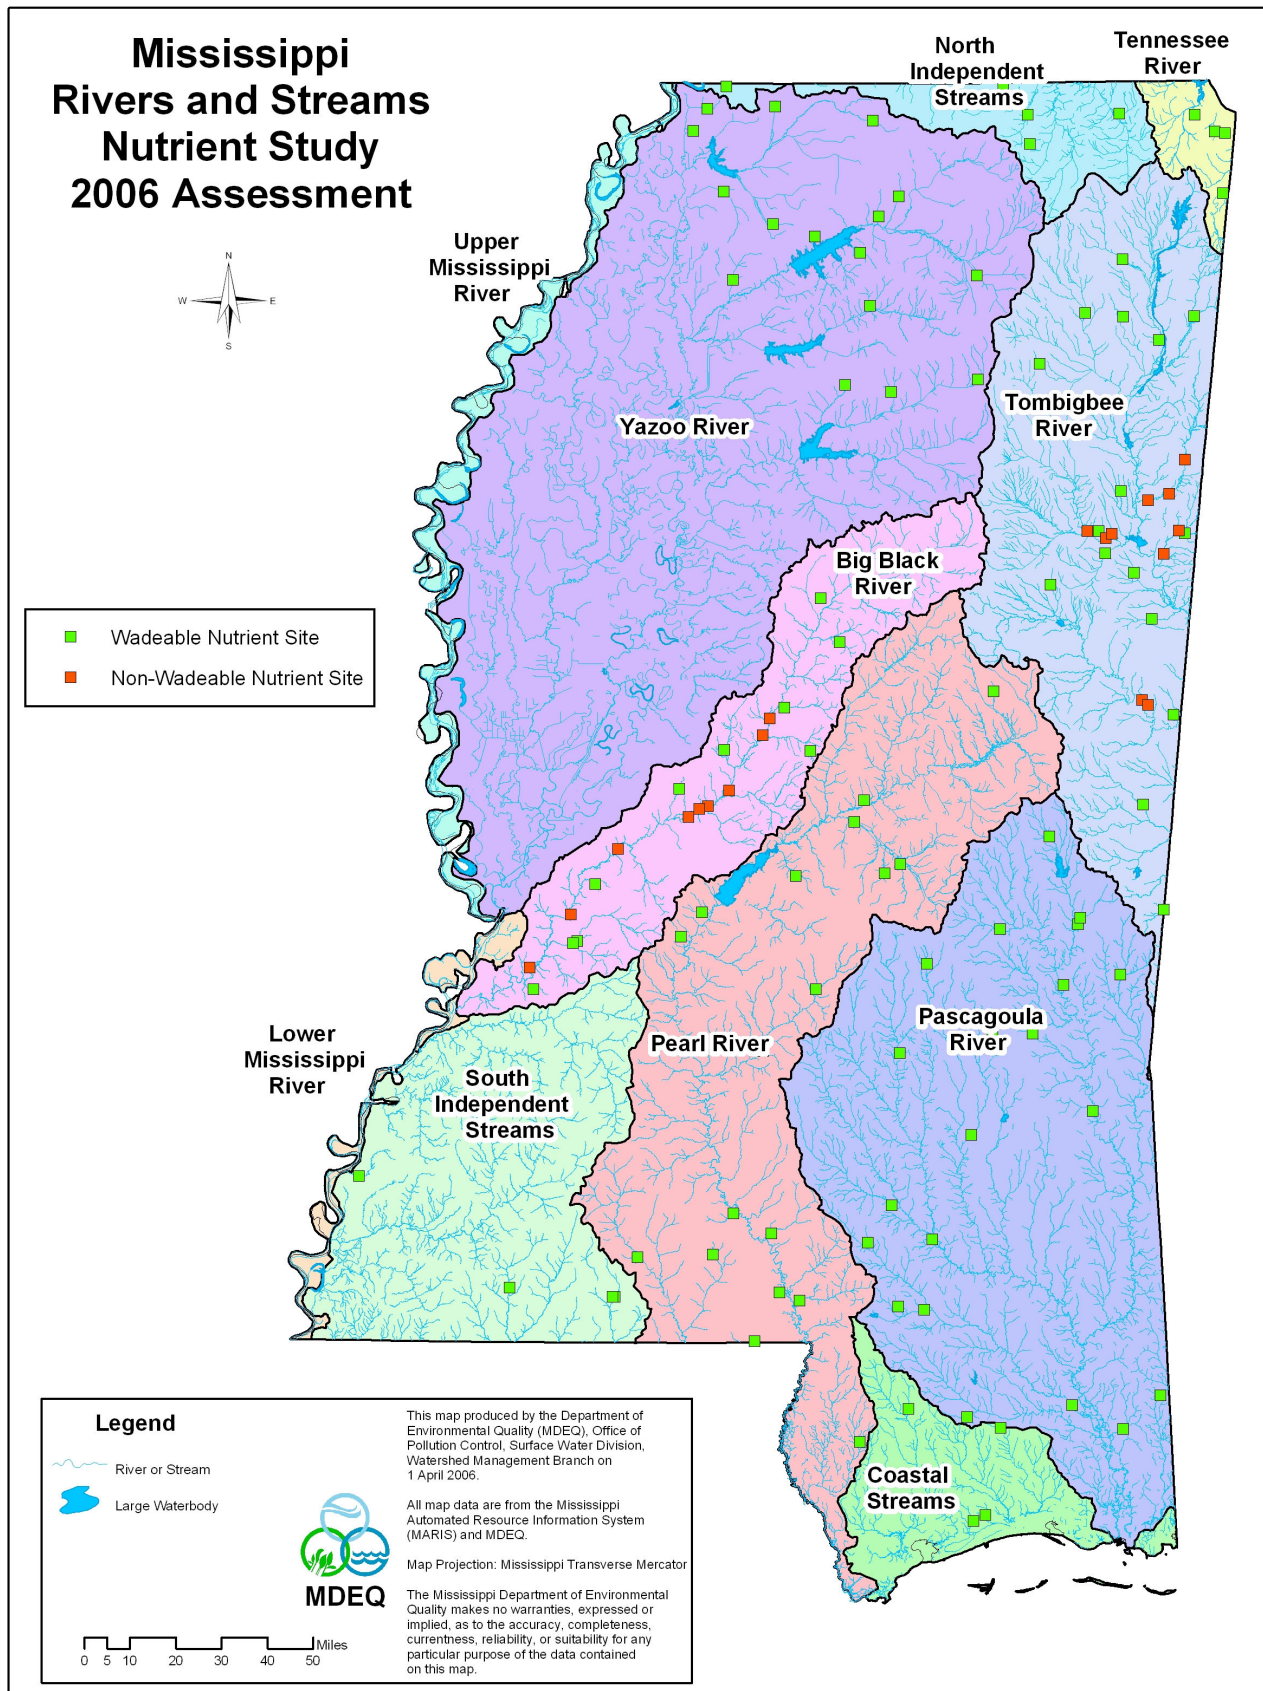 Mississippi
Rivers and Streams
Nutrient Study
2006 Assessment
North
Independent
Streams
Tennessee
River
N
W
E
S
Upper
Mississippi
River
Yazoo River
Tombigbee
River
Big Black
River
Wadeable Nutrient Site
Non-Wadeable Nutrient Site
Lower
Mississippi
River
South
Independent
Streams
Pearl River
Pascagoula
River
Coastal
Streams
Legend
River or Stream
Large Waterbody
MDEQ
0 5 10 20 30 40 50
Miles
This map produced by the Department of
Environmental Quality (MDEQ), Office of
Pollution Control, Surface Water Division,
Watershed Management Branch on
1 April 2006.
All map data are from the Mississippi
Automated Resource Information System
(MARIS) and MDEQ.
Map Projection: Mississippi Transverse Mercator
The Mississippi Department of Environmental
Quality makes no warranties, expressed or
implied, as to the accuracy, completeness,
currentness, reliability, or suitability for any
particular purpose of the data contained
on this map.